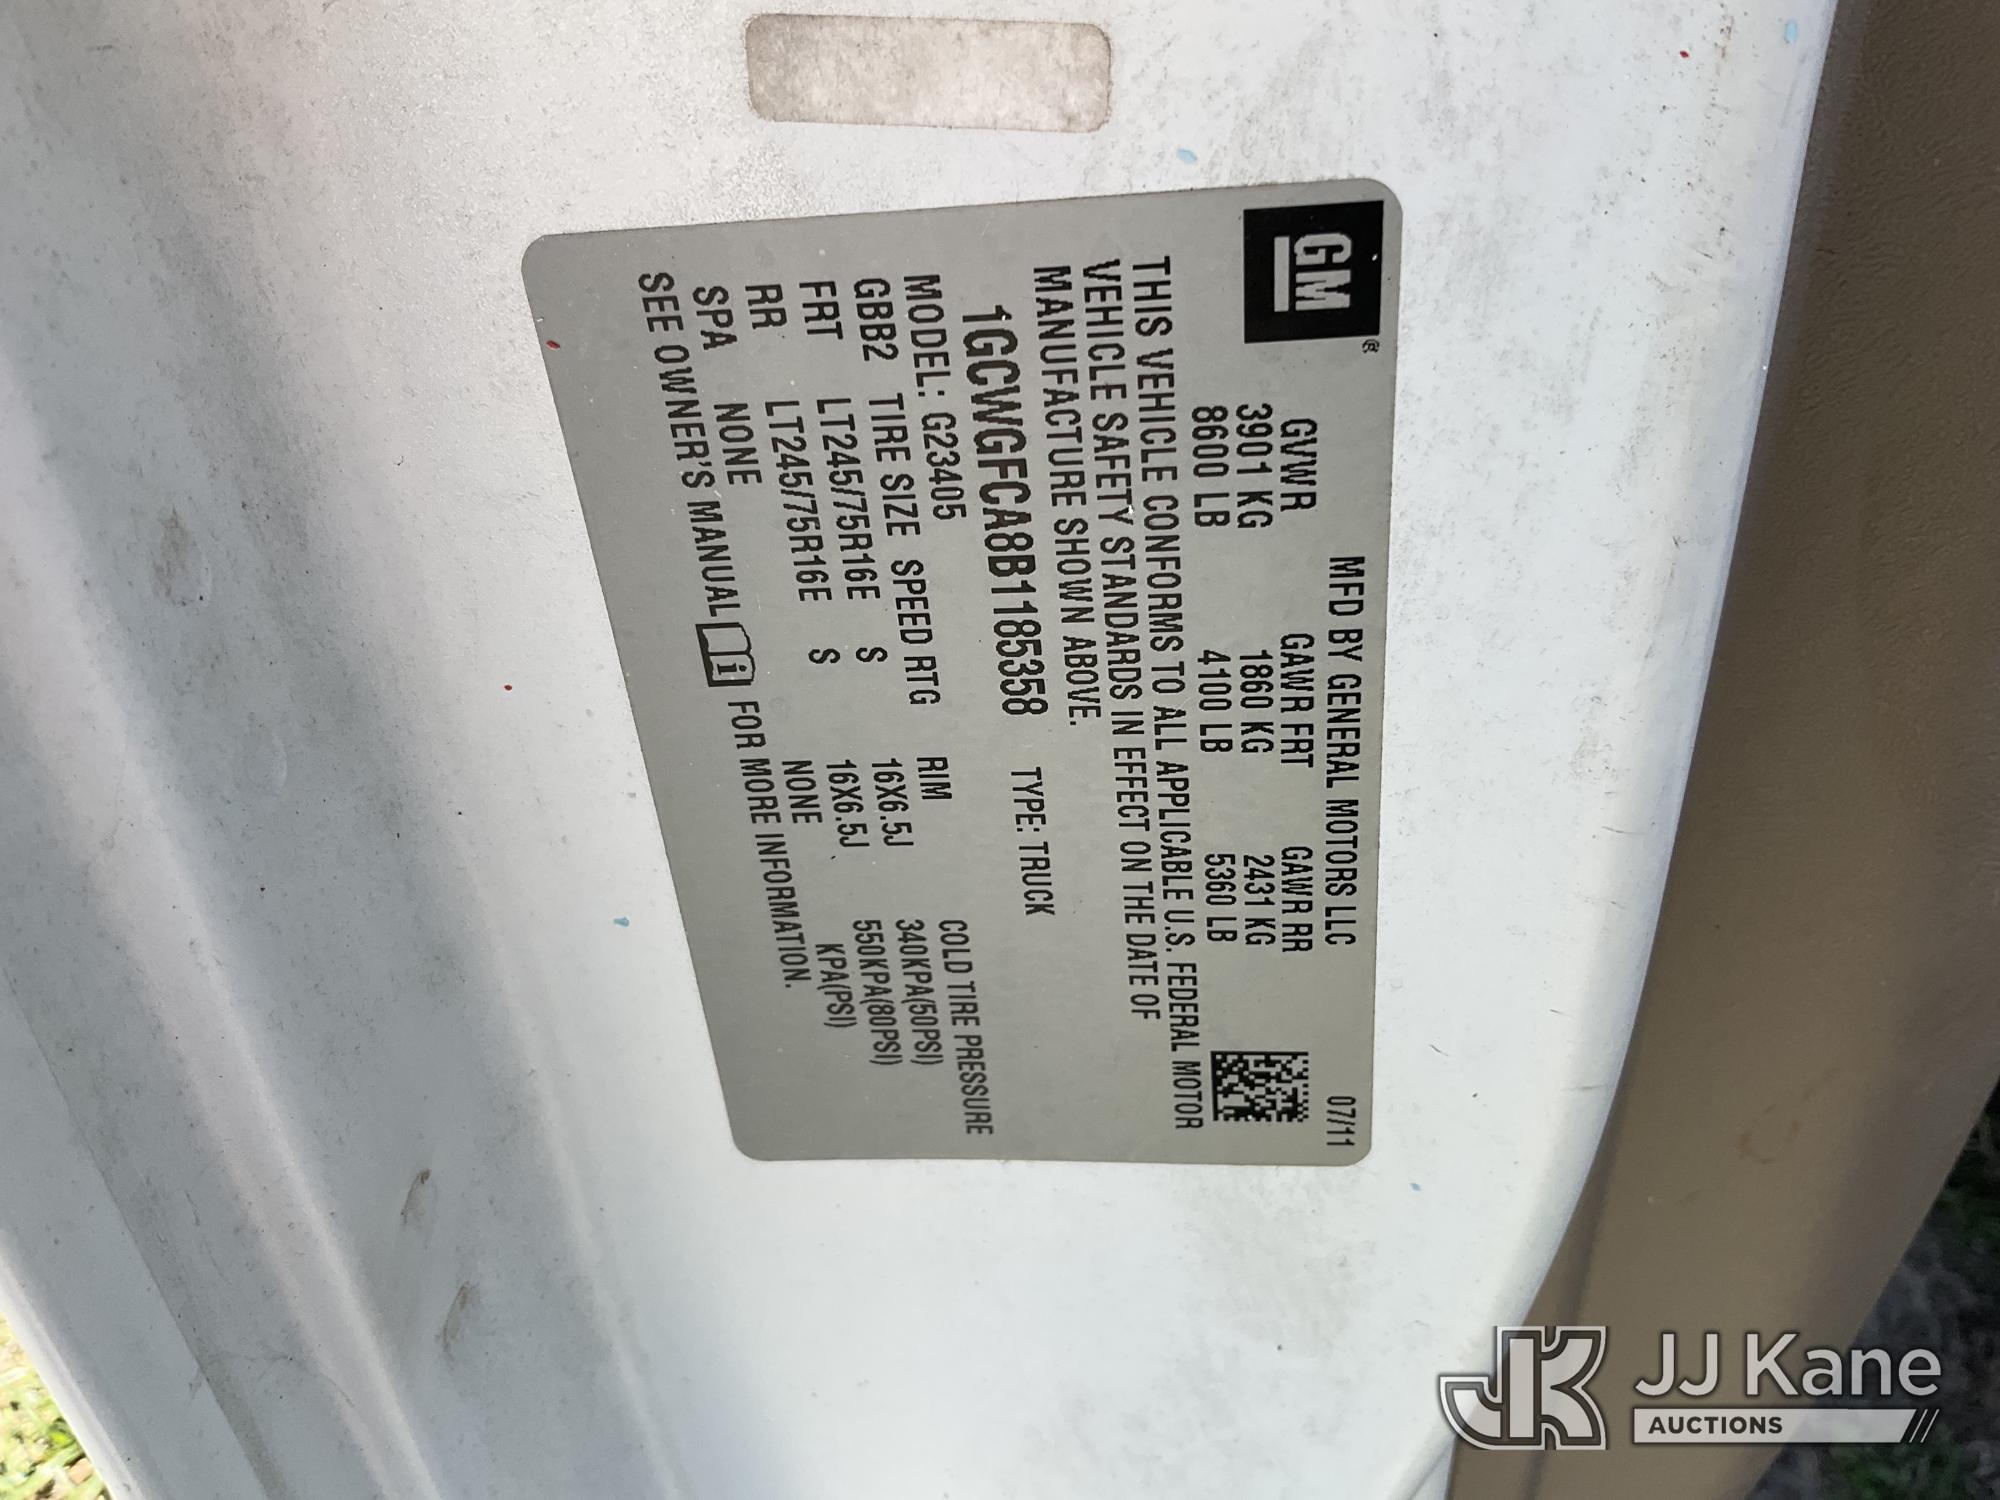 GM®
MFD BY GENERAL MOTORS LLC 07/11
GVWR GAWR FRT GAWR RR
3901 KG 1860 KG 2431 KG
8600 LB 4100 LB 5360 LB
THIS VEHICLE CONFORMS TO ALL APPLICABLE U.S. FEDERAL MOTOR
VEHICLE SAFETY STANDARDS IN EFFECT ON THE DATE OF
MANUFACTURE SHOWN ABOVE.
1GCWGFCA8B1185358 TYPE: TRUCK
MODEL: G23405
GBB2 TIRE SIZE SPEED RTG RIM COLD TIRE PRESSURE
FRT LT245/75R16E S 16X6.5J 340KPA(50PSI)
RR LT245/75R16E S 16X6.5J 550KPA(80PSI)
SPA NONE NONE KPA(PSI)
SEE OWNER'S MANUAL i FOR MORE INFORMATION.
JK JJ Kane
AUCTIONS